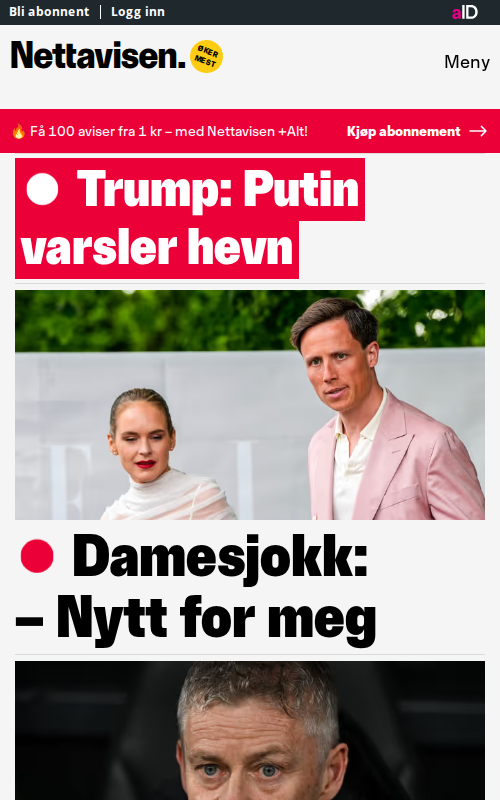 Bli abonnent | Logg inn
aID
Nettavisen.
ØKER
MEST
Meny
🔥 Få 100 aviser fra 1 kr – med Nettavisen +Alt!
Kjøp abonnement →
Trump: Putin
varsler hevn
Damesjokk:
– Nytt for meg